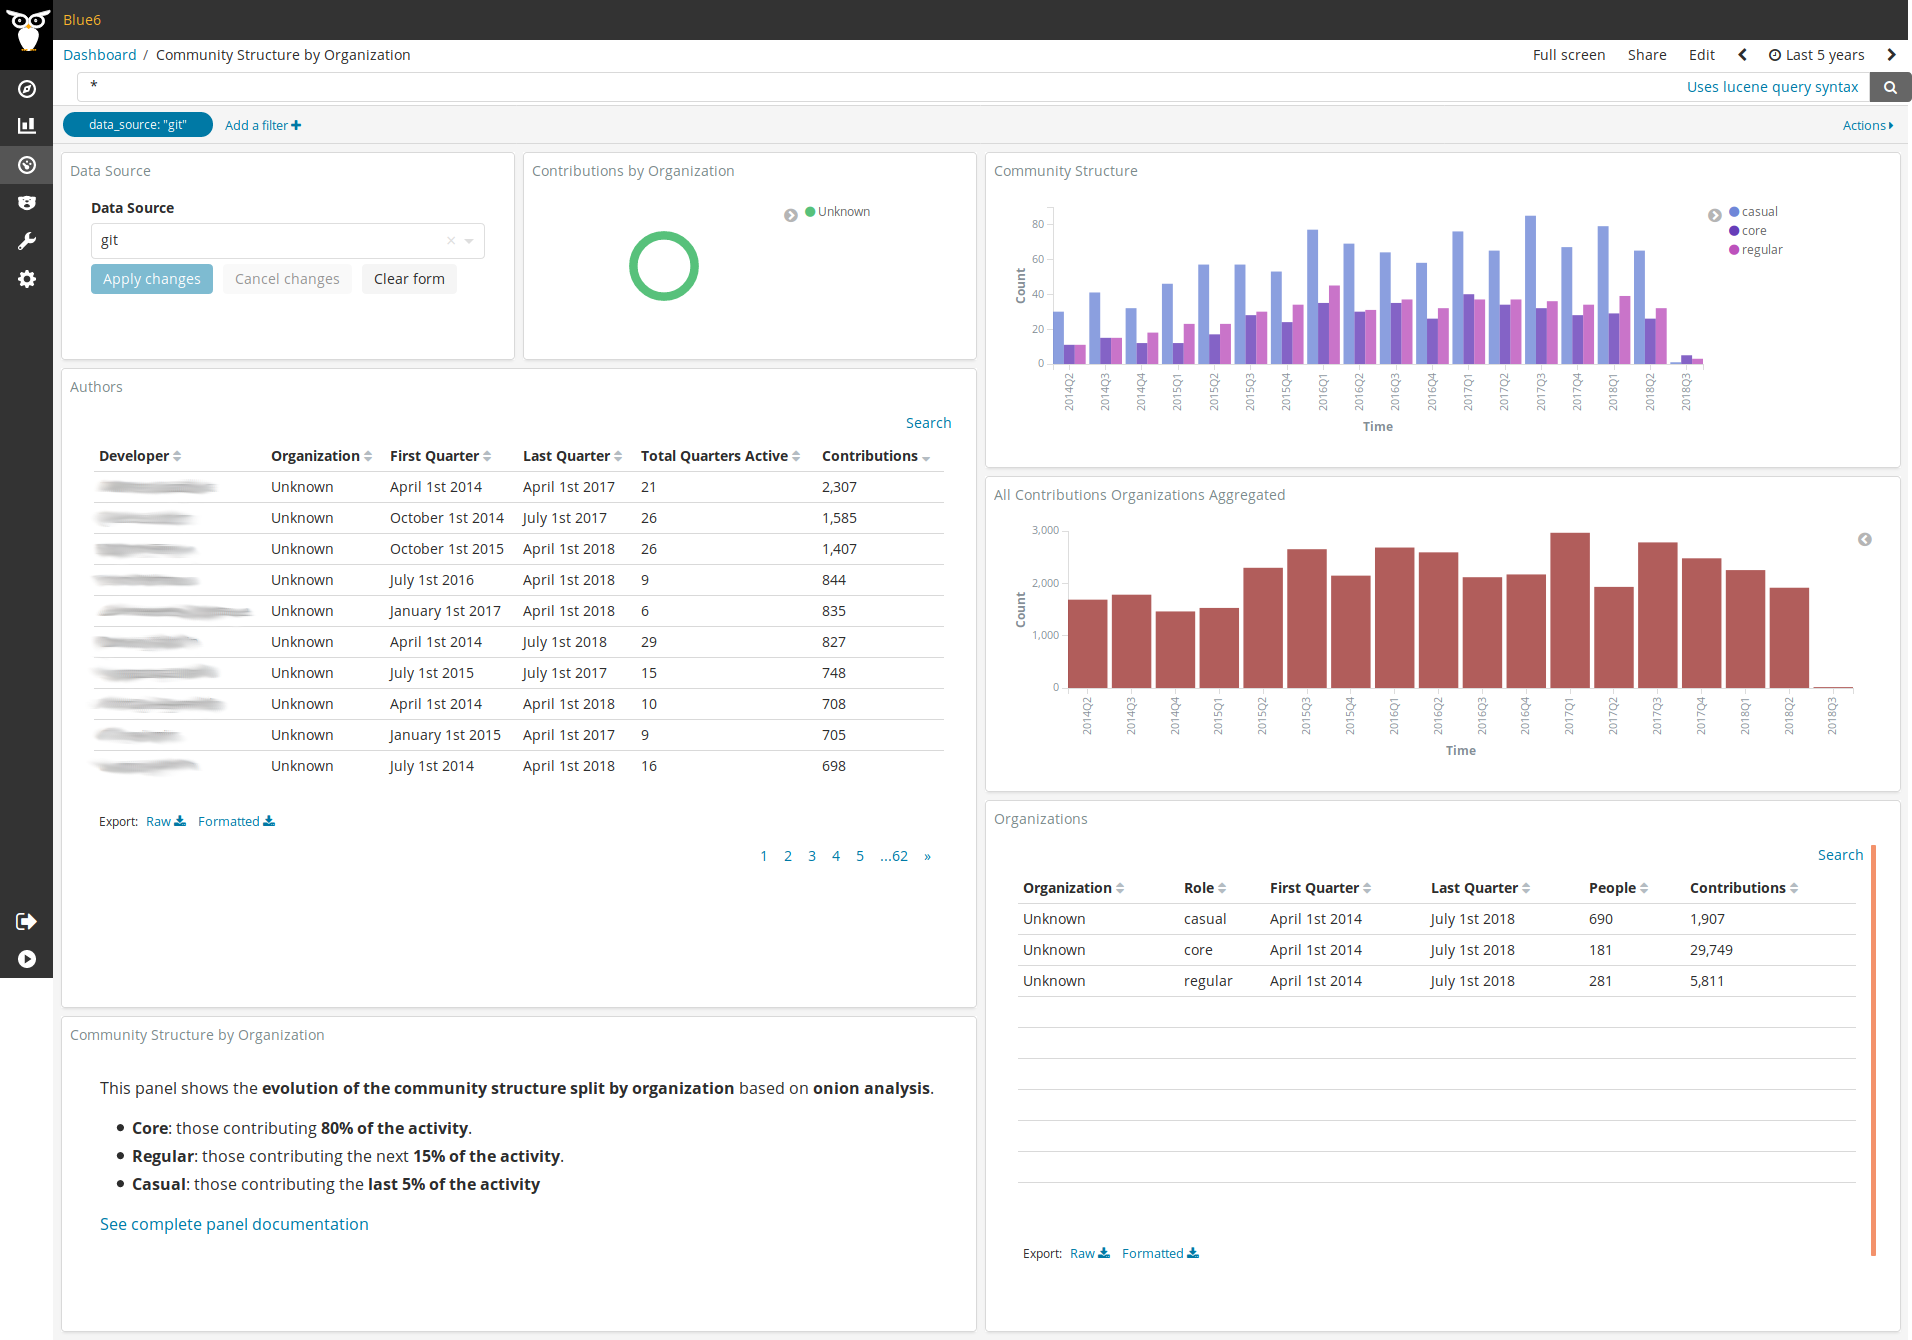 Blue6
Dashboard / Community Structure by Organization
Full screen Share Edit Last 5 years
*
Uses lucene query syntax
data_source: "git" Add a filter
Actions
Data Source
Data Source
git
Apply changes Cancel changes Clear form
Contributions by Organization
Unknown
Community Structure
casual
core
regular
80
60
40
20
0
Count
2014Q2 2014Q3 2014Q4 2015Q1 2015Q2 2015Q3 2015Q4 2016Q1 2016Q2 2016Q3 2016Q4 2017Q1 2017Q2 2017Q3 2017Q4 2018Q1 2018Q2 2018Q3
Time
Authors
Search
Developer Organization First Quarter Last Quarter Total Quarters Active Contributions
Unknown April 1st 2014 April 1st 2017 21 2,307
Unknown October 1st 2014 July 1st 2017 26 1,585
Unknown October 1st 2015 April 1st 2018 26 1,407
Unknown July 1st 2016 April 1st 2018 9 844
Unknown January 1st 2017 April 1st 2018 6 835
Unknown April 1st 2014 July 1st 2018 29 827
Unknown July 1st 2015 July 1st 2017 15 748
Unknown April 1st 2014 April 1st 2018 10 708
Unknown January 1st 2015 April 1st 2017 9 705
Unknown July 1st 2014 April 1st 2018 16 698
Export: Raw Formatted
1 2 3 4 5 ...62 »
All Contributions Organizations Aggregated
3,000
2,000
1,000
0
Count
2014Q2 2014Q3 2014Q4 2015Q1 2015Q2 2015Q3 2015Q4 2016Q1 2016Q2 2016Q3 2016Q4 2017Q1 2017Q2 2017Q3 2017Q4 2018Q1 2018Q2 2018Q3
Time
Organizations
Search
Organization Role First Quarter Last Quarter People Contributions
Unknown casual April 1st 2014 July 1st 2018 690 1,907
Unknown core April 1st 2014 July 1st 2018 181 29,749
Unknown regular April 1st 2014 July 1st 2018 281 5,811
Export: Raw Formatted
Community Structure by Organization
This panel shows the evolution of the community structure split by organization based on onion analysis.
• Core: those contributing 80% of the activity.
• Regular: those contributing the next 15% of the activity.
• Casual: those contributing the last 5% of the activity
See complete panel documentation